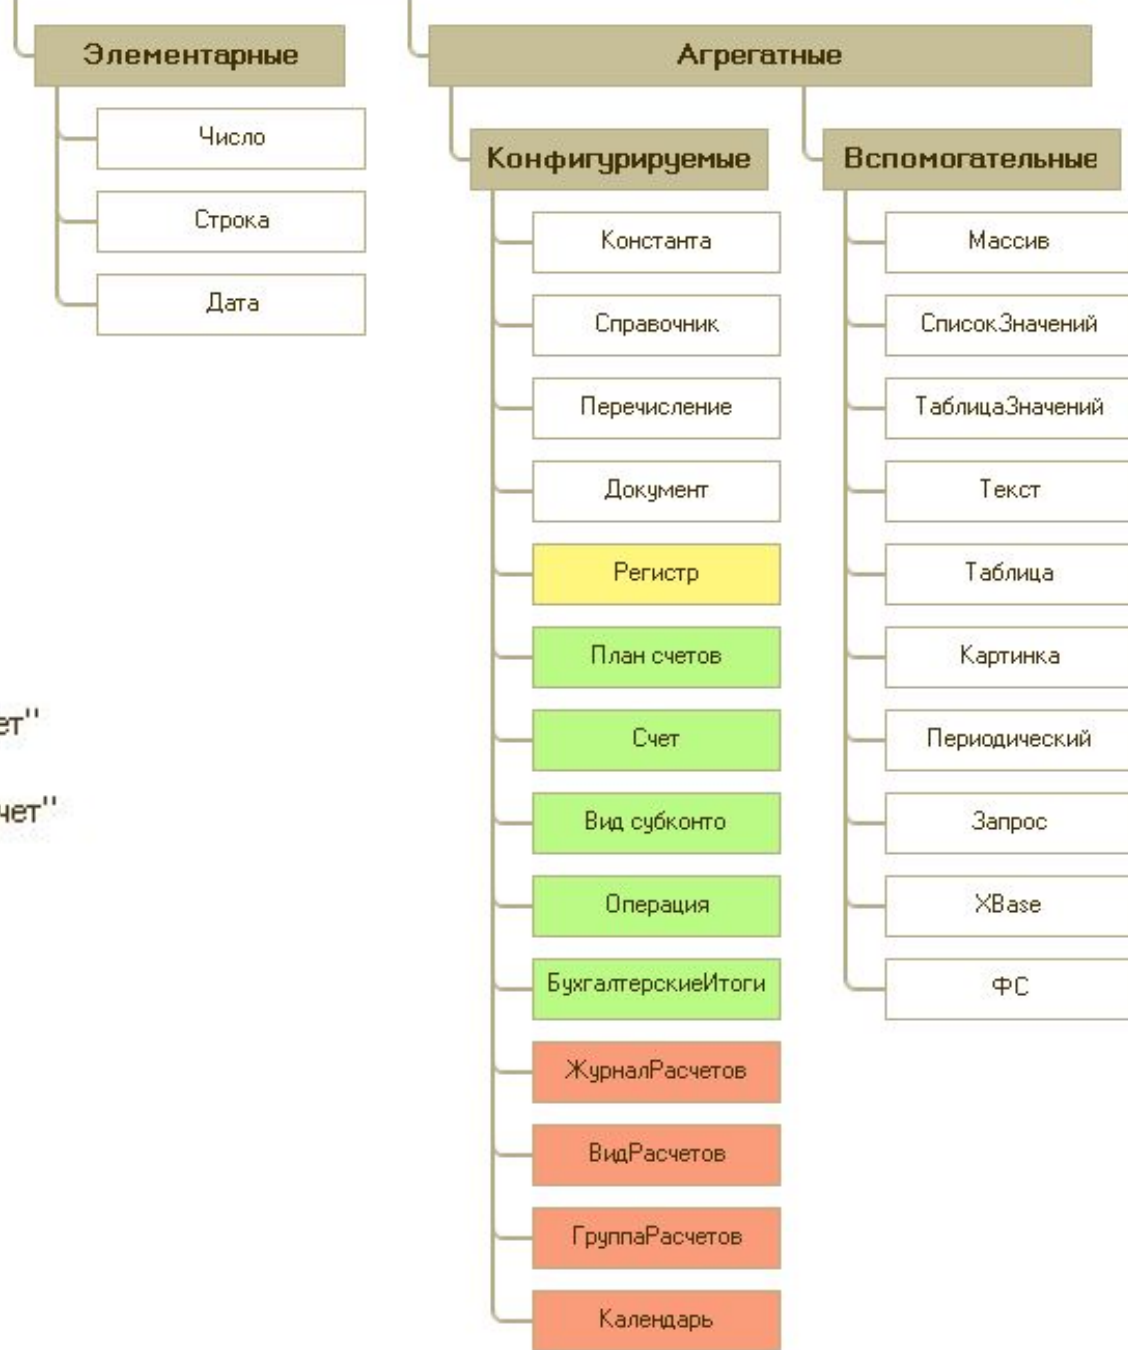 Элементарные
Число
Строка
Дата
Агрегатные
Конфигурируемые
Константа
Справочник
Перечисление
Документ
Регистр
План счетов
Счет
Вид субконто
Операция
БухгалтерскиеИтоги
ЖурналРасчетов
ВидРасчетов
ГруппаРасчетов
Календарь
Вспомогательные
Массив
СписокЗначений
ТаблицаЗначений
Текст
Таблица
Картинка
Периодический
Запрос
XBase
ФС